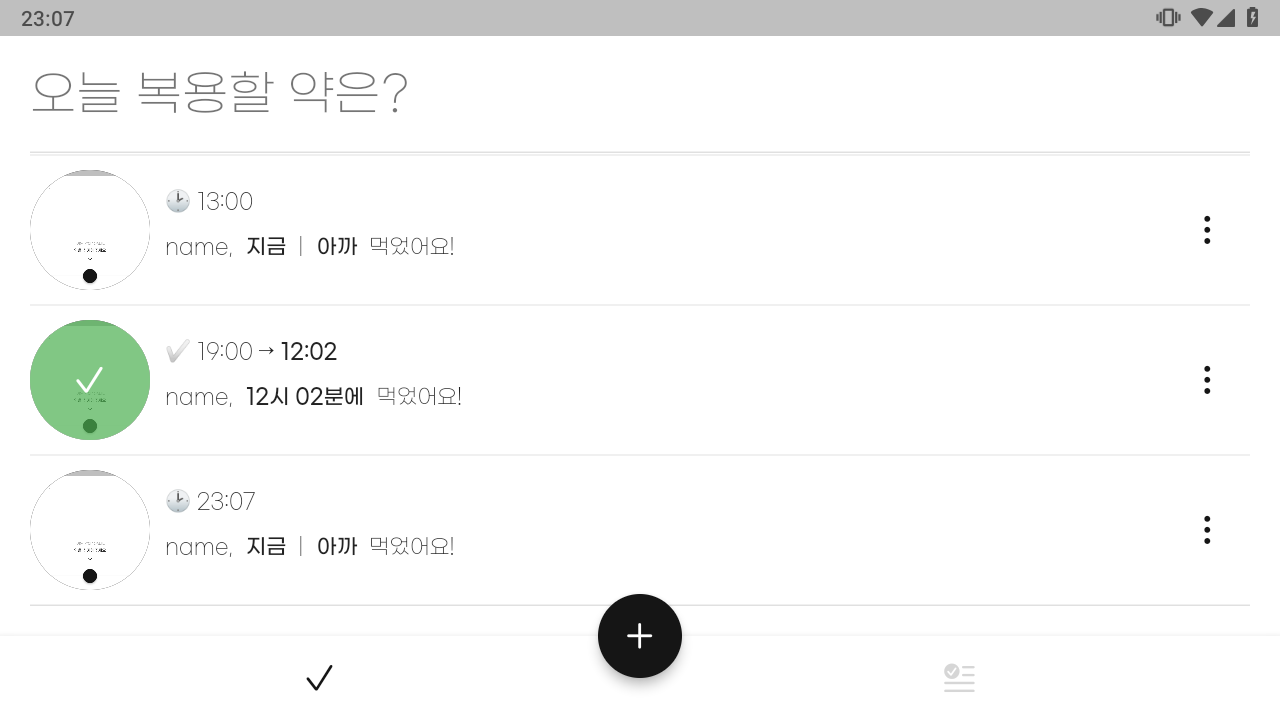 23:07
오늘 복용할 약은?
🕑 13:00
name, 지금 | 아까 먹었어요!
✔ 19:00 → 12:02
name, 12시 02분에 먹었어요!
🕑 23:07
name, 지금 | 아까 먹었어요!